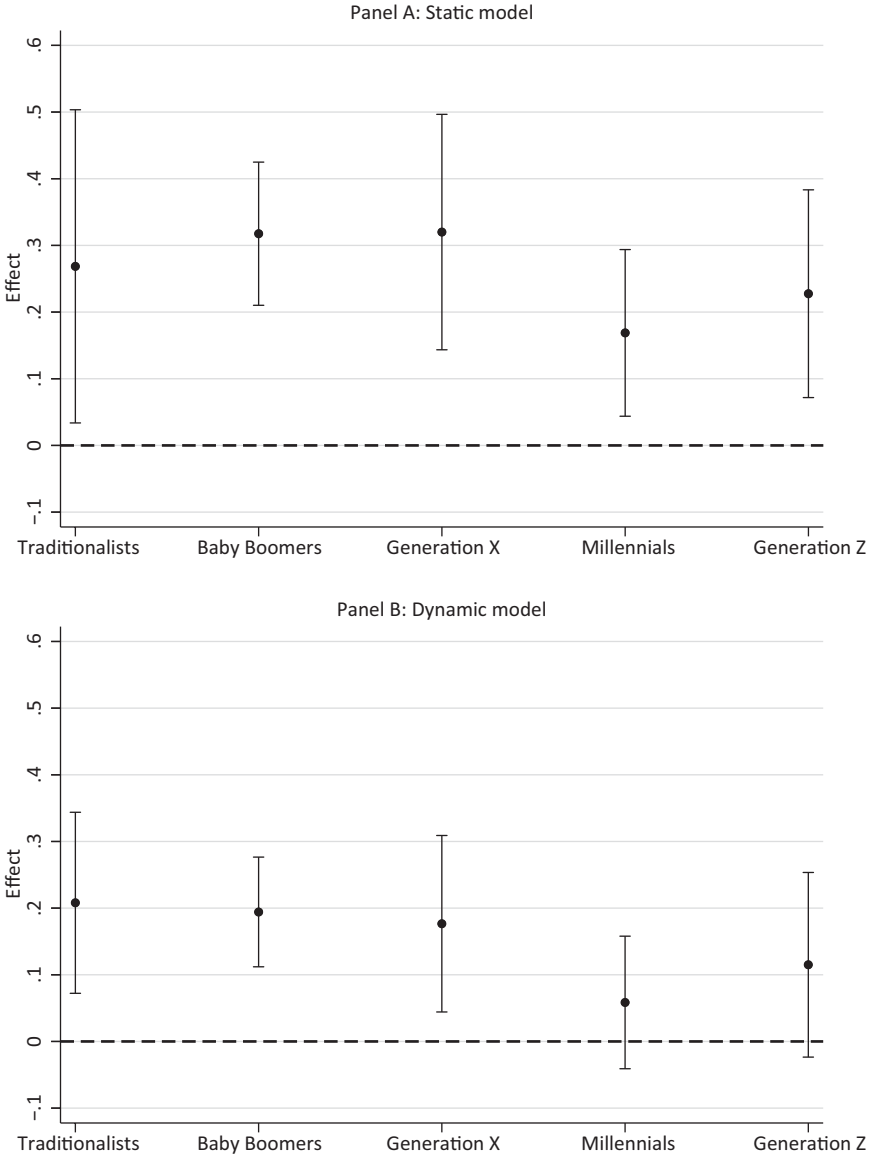 Panel A: Static model
.6
.5
.4
.3
.2
.1
0
−.1
Effect
Traditionalists Baby Boomers Generation X Millennials Generation Z
Panel B: Dynamic model
.6
.5
.4
.3
.2
.1
0
−.1
Effect
Traditionalists Baby Boomers Generation X Millennials Generation Z